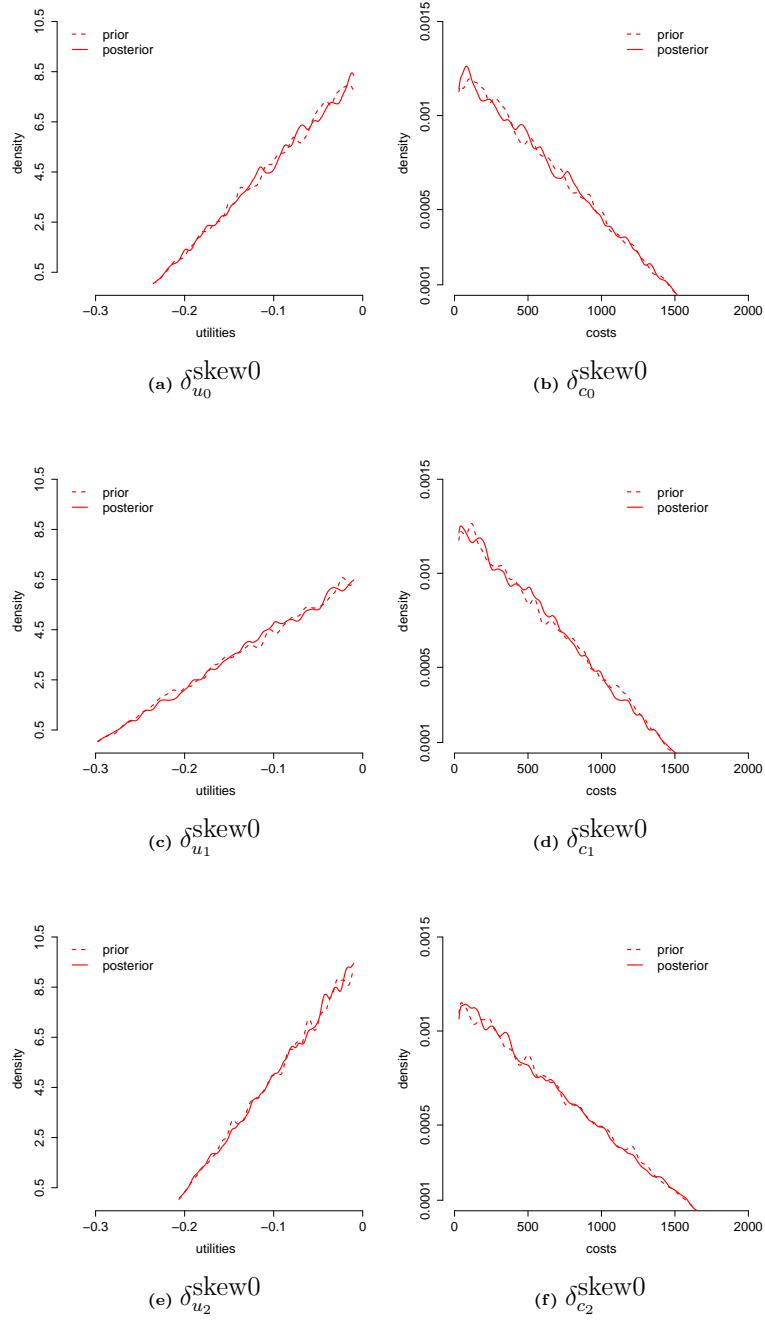 10.5
8.5
6.5
4.5
2.5
0.5
density
prior
posterior
−0.3 −0.2 −0.1 0
utilities
(a) δ_{u_0}^{skew0}
0.0015
0.001
0.0005
0.0001
density
prior
posterior
0 500 1000 1500 2000
costs
(b) δ_{c_0}^{skew0}
10.5
8.5
6.5
4.5
2.5
0.5
density
prior
posterior
−0.3 −0.2 −0.1 0
utilities
(c) δ_{u_1}^{skew0}
0.0015
0.001
0.0005
0.0001
density
prior
posterior
0 500 1000 1500 2000
costs
(d) δ_{c_1}^{skew0}
10.5
8.5
6.5
4.5
2.5
0.5
density
prior
posterior
−0.3 −0.2 −0.1 0
utilities
(e) δ_{u_2}^{skew0}
0.0015
0.001
0.0005
0.0001
density
prior
posterior
0 500 1000 1500 2000
costs
(f) δ_{c_2}^{skew0}